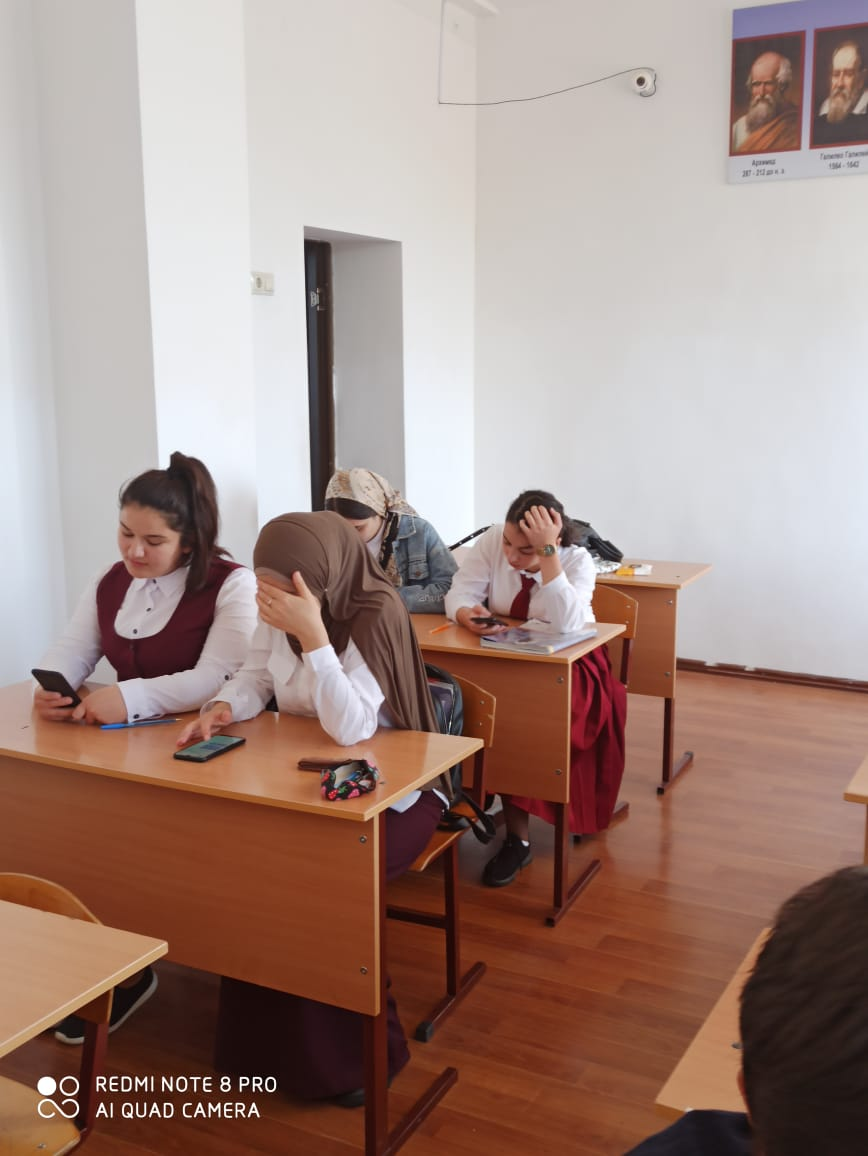 Архимед
287 - 212 до н. э.
Галилео Галилей
1564 - 1642
REDMI NOTE 8 PRO
AI QUAD CAMERA